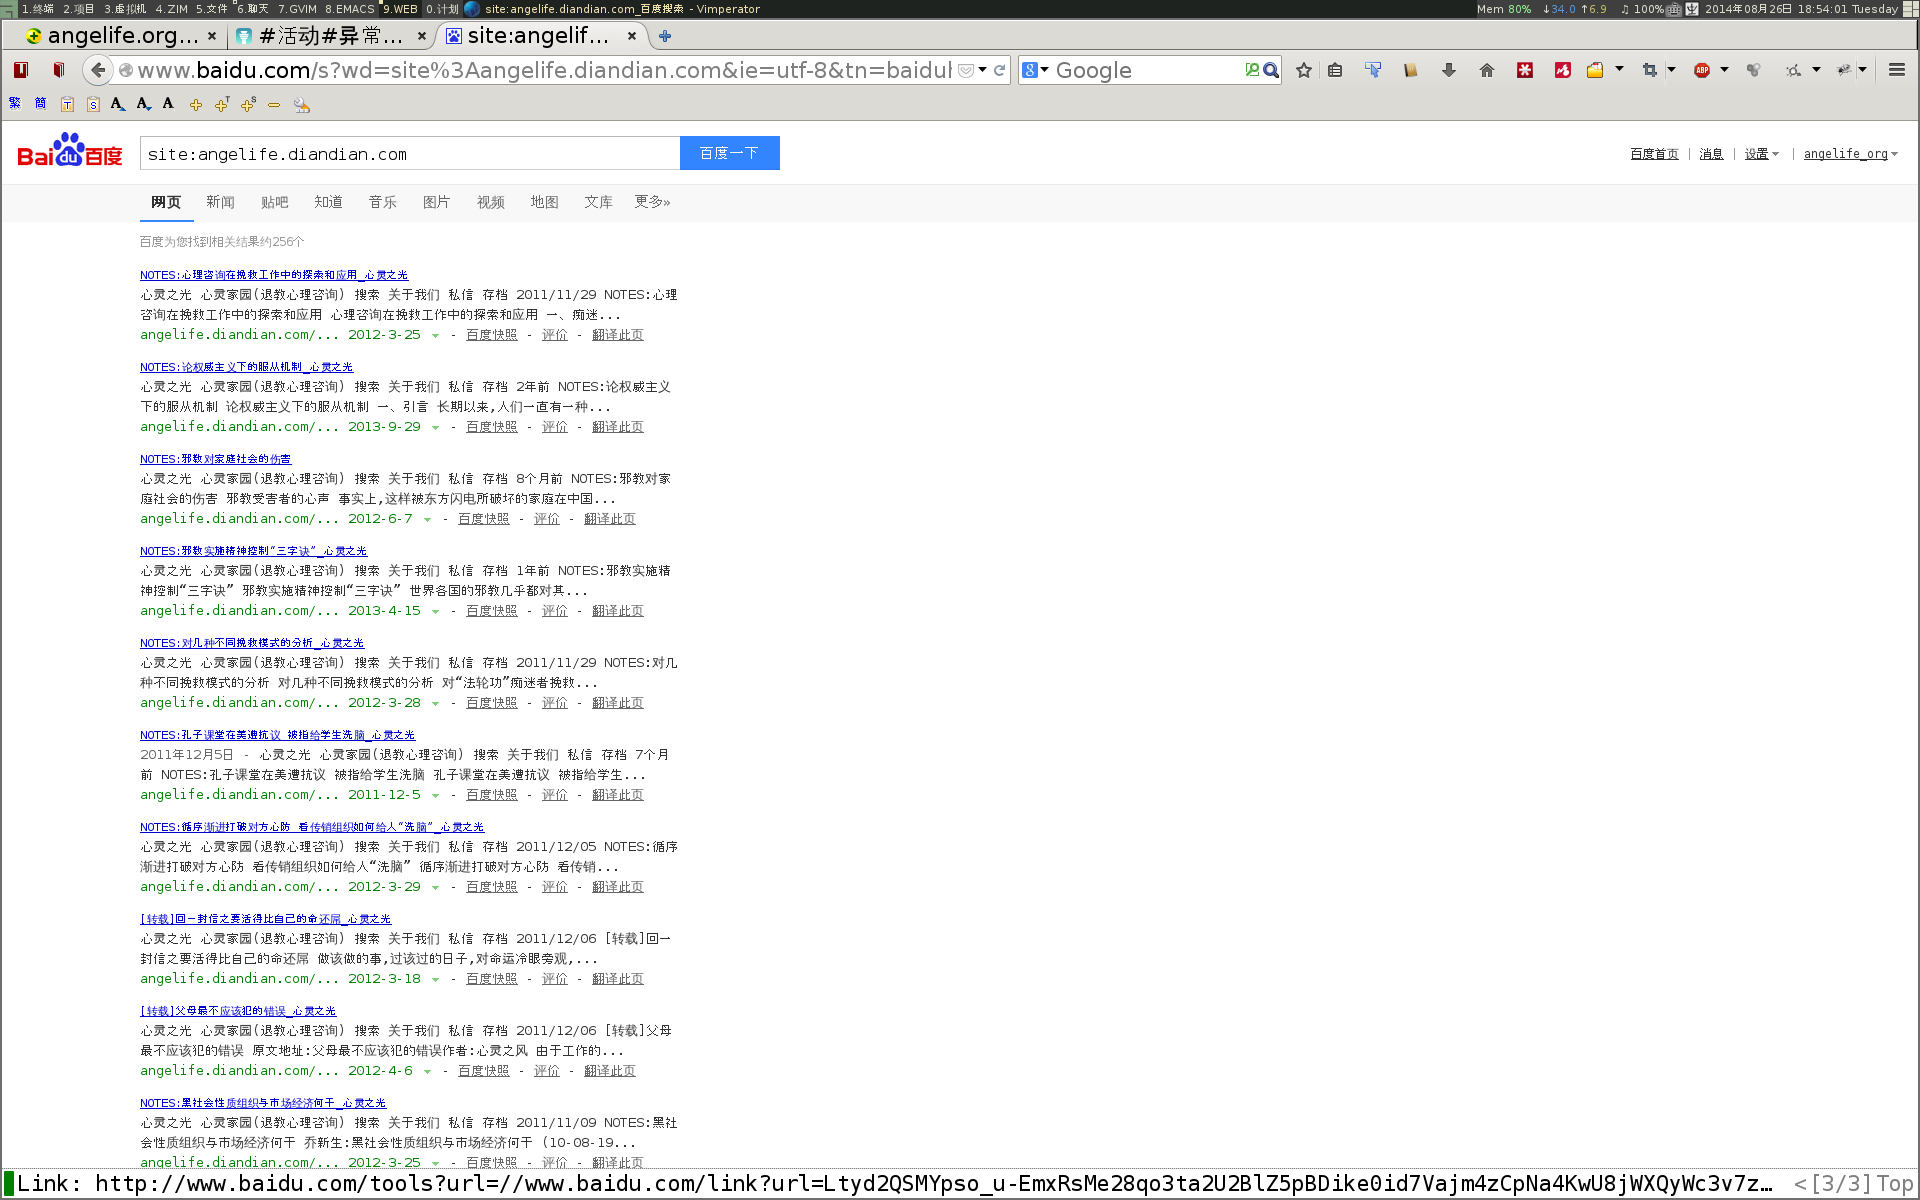 1.终端 2.项目 3.虚拟机 4.ZIM 5.文件 6.聊天 7.GVIM 8.EMACS 9.WEB 0.计划 site:angelife.diandian.com_百度搜索 - Vimperator Mem 80% ↓34.0 ↑6.9 ♫ 100% 2014年08月26日 18:54:01 Tuesday
angelife.org... × #活动#异常... × site:angelif... ×
www.baidu.com/s?wd=site%3Aangelife.diandian.com&ie=utf-8&tn=baidul Google
繁 簡 T S A A A
Bai du 百度 site:angelife.diandian.com 百度一下 百度首页 | 消息 | 设置 | angelife_org
网页 新闻 贴吧 知道 音乐 图片 视频 地图 文库 更多»
百度为您找到相关结果约256个
NOTES:心理咨询在挽救工作中的探索和应用_心灵之光
心灵之光 心灵家园(退教心理咨询) 搜索 关于我们 私信 存档 2011/11/29 NOTES:心理
咨询在挽救工作中的探索和应用 心理咨询在挽救工作中的探索和应用 一、痴迷...
angelife.diandian.com/... 2012-3-25 - 百度快照 - 评价 - 翻译此页
NOTES:论权威主义下的服从机制_心灵之光
心灵之光 心灵家园(退教心理咨询) 搜索 关于我们 私信 存档 2年前 NOTES:论权威主义
下的服从机制 论权威主义下的服从机制 一、引言 长期以来,人们一直有一种...
angelife.diandian.com/... 2013-9-29 - 百度快照 - 评价 - 翻译此页
NOTES:邪教对家庭社会的伤害
心灵之光 心灵家园(退教心理咨询) 搜索 关于我们 私信 存档 8个月前 NOTES:邪教对家
庭社会的伤害 邪教受害者的心声 事实上,这样被东方闪电所破坏的家庭在中国...
angelife.diandian.com/... 2012-6-7 - 百度快照 - 评价 - 翻译此页
NOTES:邪教实施精神控制“三字诀”_心灵之光
心灵之光 心灵家园(退教心理咨询) 搜索 关于我们 私信 存档 1年前 NOTES:邪教实施精
神控制“三字诀” 邪教实施精神控制“三字诀” 世界各国的邪教几乎都对其...
angelife.diandian.com/... 2013-4-15 - 百度快照 - 评价 - 翻译此页
NOTES:对几种不同挽救模式的分析_心灵之光
心灵之光 心灵家园(退教心理咨询) 搜索 关于我们 私信 存档 2011/11/29 NOTES:对几
种不同挽救模式的分析 对几种不同挽救模式的分析 对“法轮功”痴迷者挽救...
angelife.diandian.com/... 2012-3-28 - 百度快照 - 评价 - 翻译此页
NOTES:孔子课堂在美遭抗议 被指给学生洗脑_心灵之光
2011年12月5日 - 心灵之光 心灵家园(退教心理咨询) 搜索 关于我们 私信 存档 7个月
前 NOTES:孔子课堂在美遭抗议 被指给学生洗脑 孔子课堂在美遭抗议 被指给学生...
angelife.diandian.com/... 2011-12-5 - 百度快照 - 评价 - 翻译此页
NOTES:循序渐进打破对方心防 看传销组织如何给人“洗脑”_心灵之光
心灵之光 心灵家园(退教心理咨询) 搜索 关于我们 私信 存档 2011/12/05 NOTES:循序
渐进打破对方心防 看传销组织如何给人“洗脑” 循序渐进打破对方心防 看传销...
angelife.diandian.com/... 2012-3-29 - 百度快照 - 评价 - 翻译此页
[转载]回一封信之要活得比自己的命还屌_心灵之光
心灵之光 心灵家园(退教心理咨询) 搜索 关于我们 私信 存档 2011/12/06 [转载]回一
封信之要活得比自己的命还屌 做该做的事,过该过的日子,对命运冷眼旁观,...
angelife.diandian.com/... 2012-3-18 - 百度快照 - 评价 - 翻译此页
[转载]父母最不应该犯的错误_心灵之光
心灵之光 心灵家园(退教心理咨询) 搜索 关于我们 私信 存档 2011/12/06 [转载]父母
最不应该犯的错误 原文地址:父母最不应该犯的错误作者:心灵之风 由于工作的...
angelife.diandian.com/... 2012-4-6 - 百度快照 - 评价 - 翻译此页
NOTES:黑社会性质组织与市场经济何干_心灵之光
心灵之光 心灵家园(退教心理咨询) 搜索 关于我们 私信 存档 2011/11/09 NOTES:黑社
会性质组织与市场经济何干 乔新生:黑社会性质组织与市场经济何干 (10-08-19...
angelife.diandian.com/... 2012-3-25 - 百度快照 - 评价 - 翻译此页
Link: http://www.baidu.com/tools?url=//www.baidu.com/link?url=Ltyd2QSMYpso_u-EmxRsMe28qo3ta2U2BlZ5pBDike0id7Vajm4zCpNa4KwU8jWXQyWc3v7z… <[3/3]Top